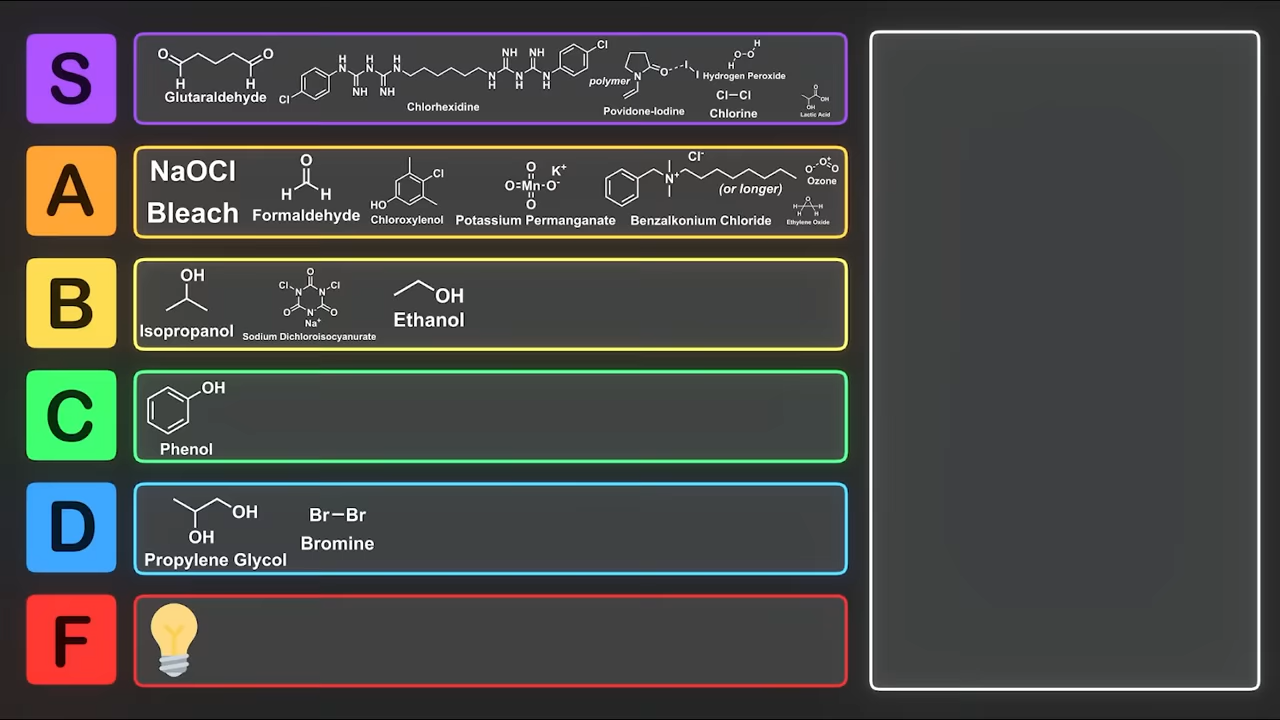 S
Glutaraldehyde
Chlorhexidine
polymer
Povidone-Iodine
Hydrogen Peroxide
Cl—Cl
Chlorine
Lactic Acid
A
NaOCl
Bleach
Formaldehyde
Chloroxylenol
Potassium Permanganate
(or longer)
Benzalkonium Chloride
Ozone
Ethylene Oxide
B
Isopropanol
Sodium Dichloroisocyanurate
Ethanol
C
Phenol
D
Propylene Glycol
Br—Br
Bromine
F